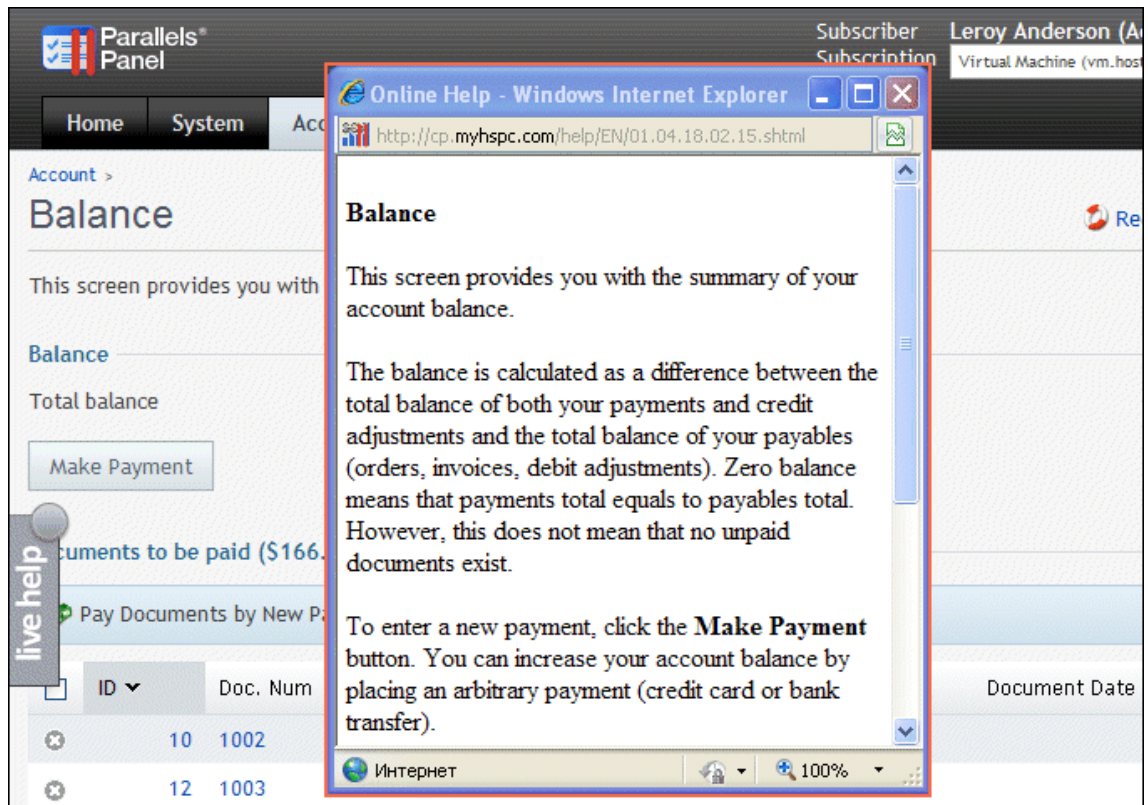 Parallels®
Panel
Subscriber
Leroy Anderson (A
Subscription
Virtual Machine (vm.host
Home
System
Acc
Online Help - Windows Internet Explorer
http://cp.myhspc.com/help/EN/01.04.18.02.15.shtml
Account >
Balance
Re
This screen provides you with
Balance
Total balance
Make Payment
live help
cuments to be paid ($166.
Pay Documents by New Pa
ID
Doc. Num
Document Date
10 1002
12 1003
Balance
This screen provides you with the summary of your
account balance.
The balance is calculated as a difference between the
total balance of both your payments and credit
adjustments and the total balance of your payables
(orders, invoices, debit adjustments). Zero balance
means that payments total equals to payables total.
However, this does not mean that no unpaid
documents exist.
To enter a new payment, click the Make Payment
button. You can increase your account balance by
placing an arbitrary payment (credit card or bank
transfer).
Интернет
100%